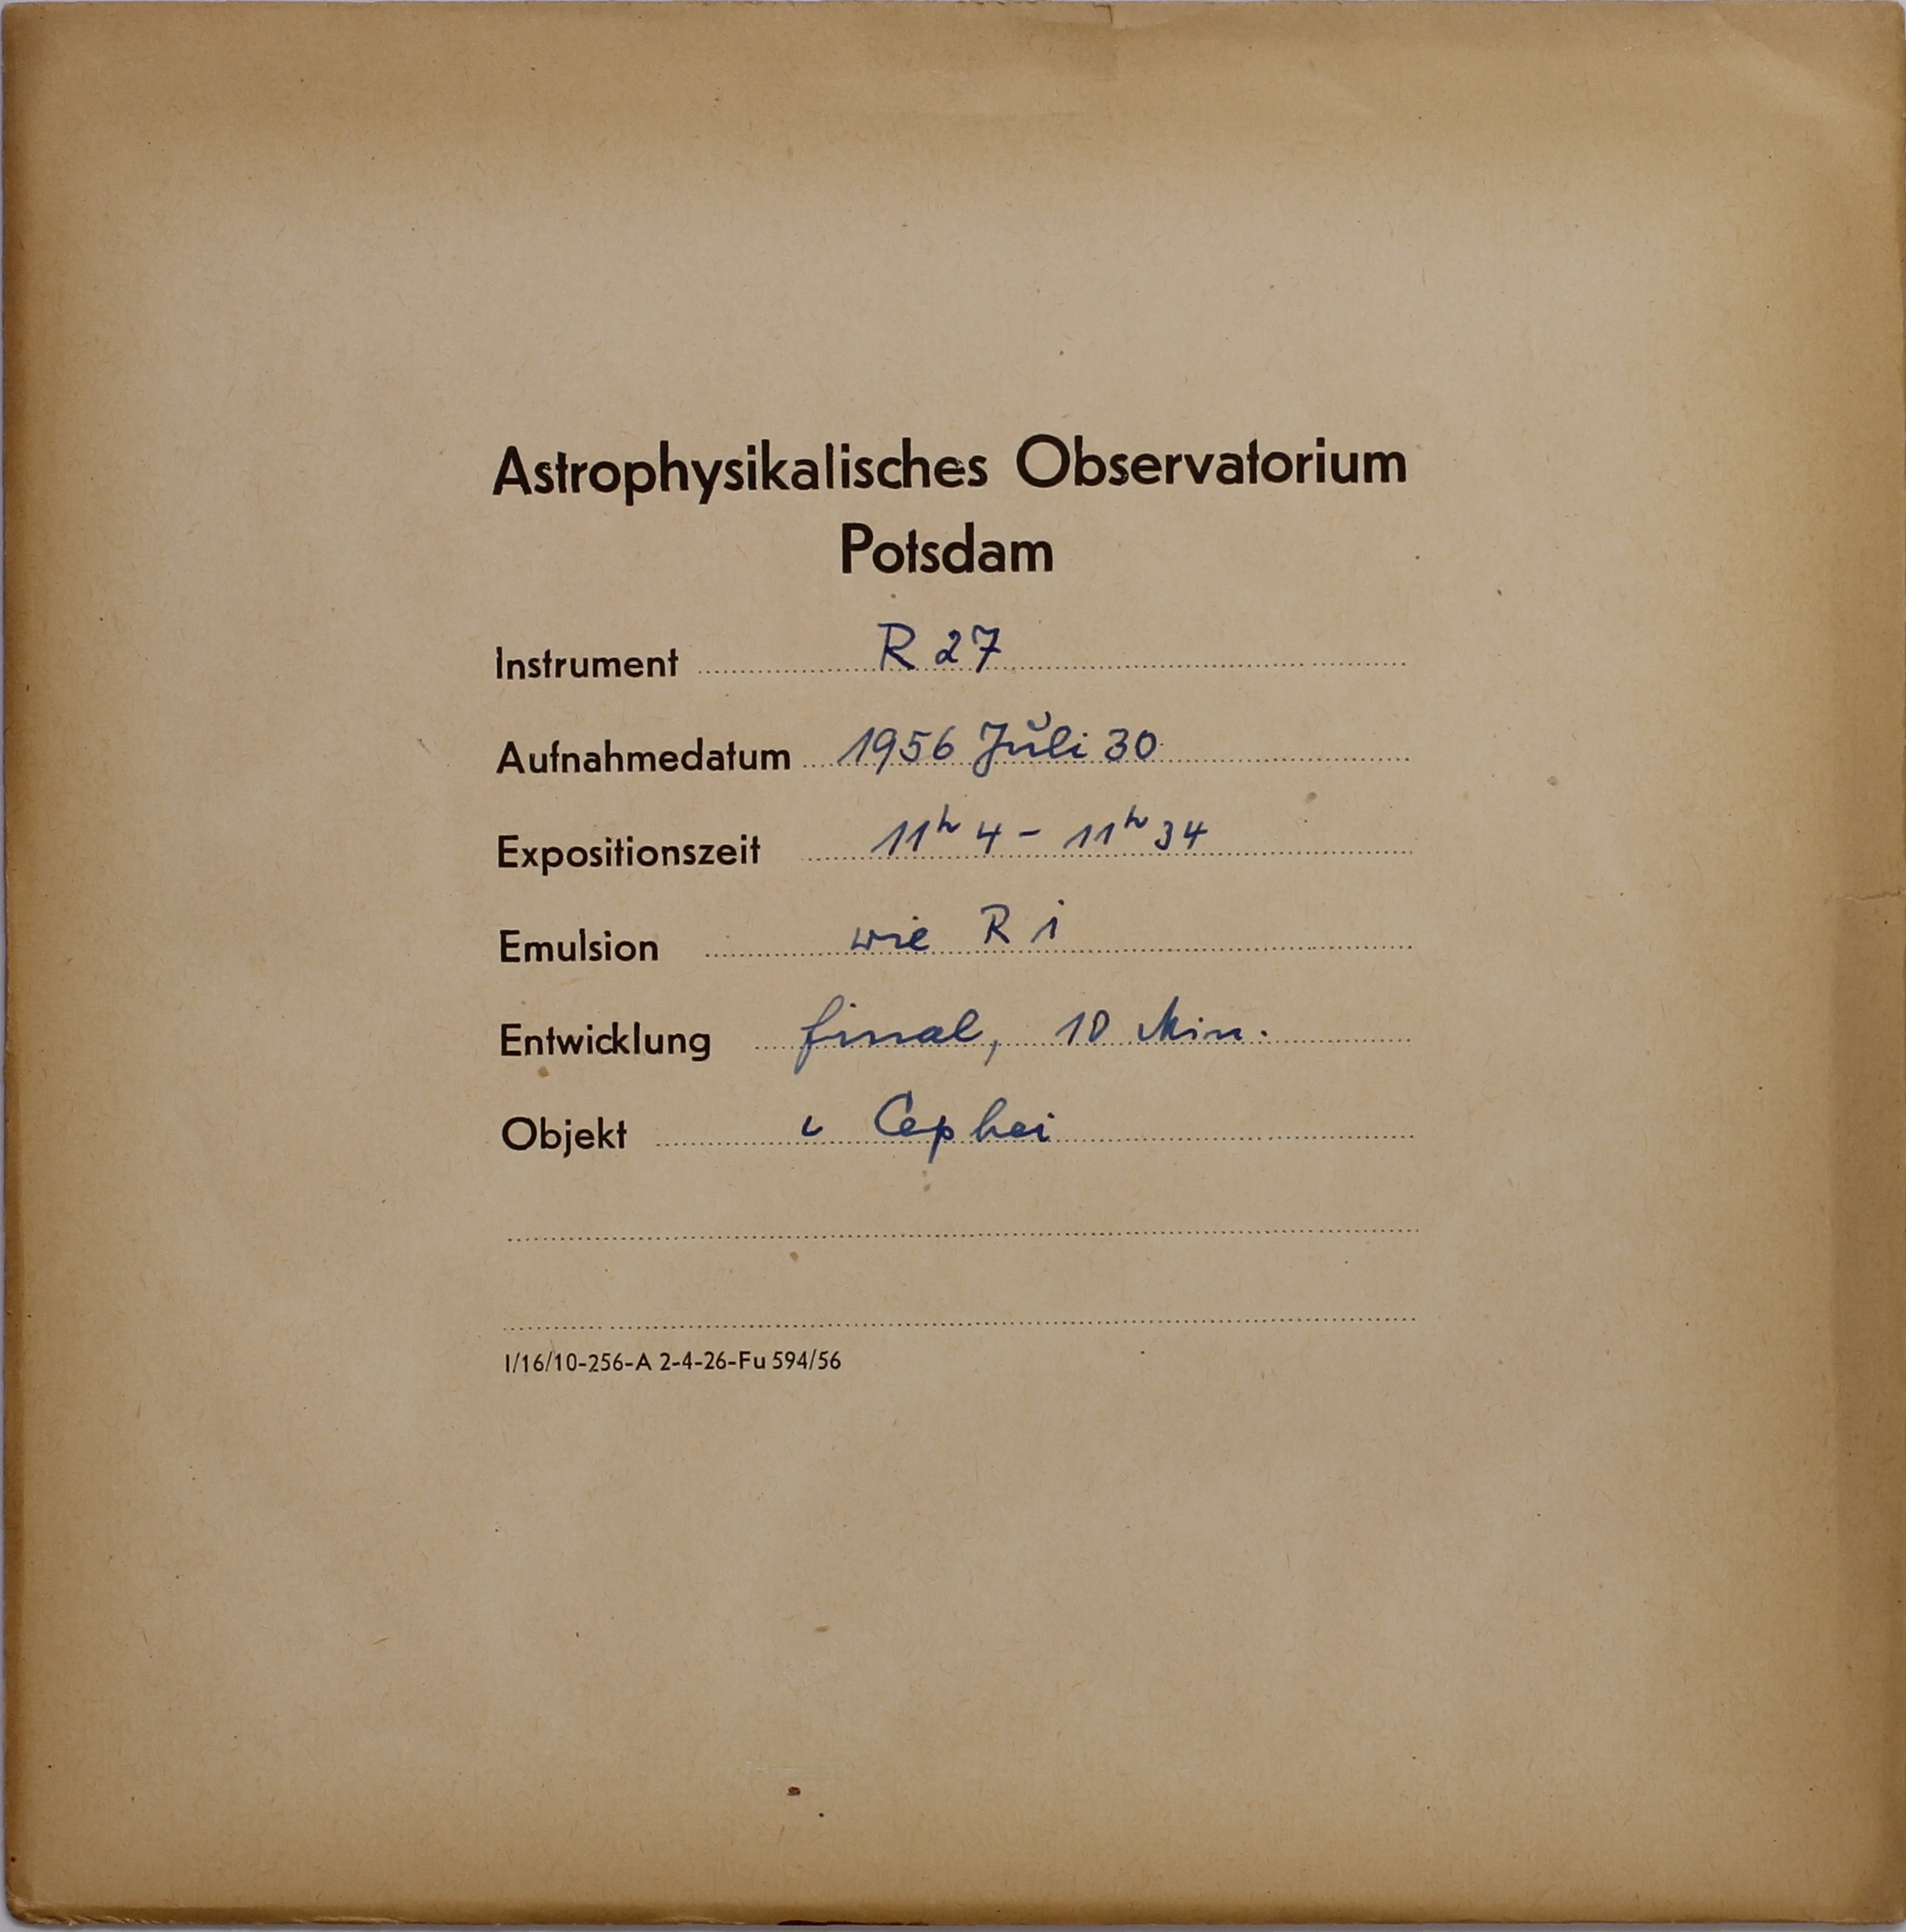 Astrophysikalisches Observatorium
Potsdam
Instrument R 27
Aufnahmedatum 1956 Juli 30
Expositionszeit 11ʰ 4 – 11ʰ 34
Emulsion wie R 1
Entwicklung final, 10 Min.
Objekt ι Cephei
I/16/10-256-A 2-4-26-Fu 594/56